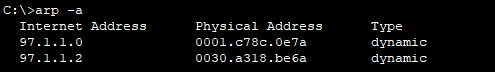 C:\>arp -a
Internet Address Physical Address Type
97.1.1.0 0001.c78c.0e7a dynamic
97.1.1.2 0030.a318.be6a dynamic